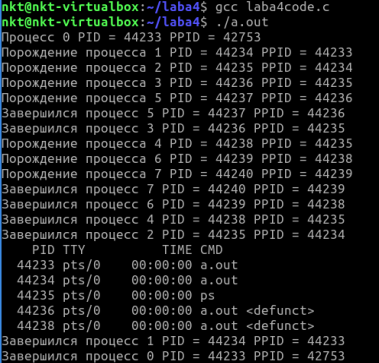 nkt@nkt-virtualbox:~/laba4$ gcc laba4code.c
nkt@nkt-virtualbox:~/laba4$ ./a.out
Процесс 0 PID = 44233 PPID = 42753
Порождение процесса 1 PID = 44234 PPID = 44233
Порождение процесса 2 PID = 44235 PPID = 44234
Порождение процесса 3 PID = 44236 PPID = 44235
Порождение процесса 5 PID = 44237 PPID = 44236
Завершился процесс 5 PID = 44237 PPID = 44236
Завершился процесс 3 PID = 44236 PPID = 44235
Порождение процесса 4 PID = 44238 PPID = 44235
Порождение процесса 6 PID = 44239 PPID = 44238
Порождение процесса 7 PID = 44240 PPID = 44239
Завершился процесс 7 PID = 44240 PPID = 44239
Завершился процесс 6 PID = 44239 PPID = 44238
Завершился процесс 4 PID = 44238 PPID = 44235
Завершился процесс 2 PID = 44235 PPID = 44234
PID TTY TIME CMD
44233 pts/0 00:00:00 a.out
44234 pts/0 00:00:00 a.out
44235 pts/0 00:00:00 ps
44236 pts/0 00:00:00 a.out <defunct>
44238 pts/0 00:00:00 a.out <defunct>
Завершился процесс 1 PID = 44234 PPID = 44233
Завершился процесс 0 PID = 44233 PPID = 42753